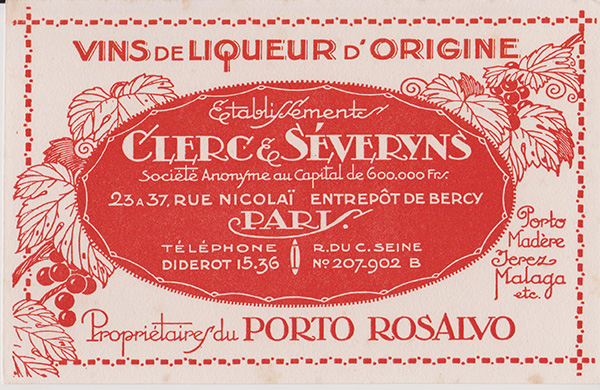 VINS DE LIQUEUR D'ORIGINE
Etablissements
CLERC & SÉVERYNS
Société Anonyme au Capital de 600.000 Frs.
23 A 37, RUE NICOLAÏ ENTREPÔT DE BERCY
PARIS.
TÉLÉPHONE R. DU C. SEINE
DIDEROT 15.36 No 207-902 B
Porto
Madère
Jerez
Malaga
etc.
Propriétaires du PORTO ROSALVO